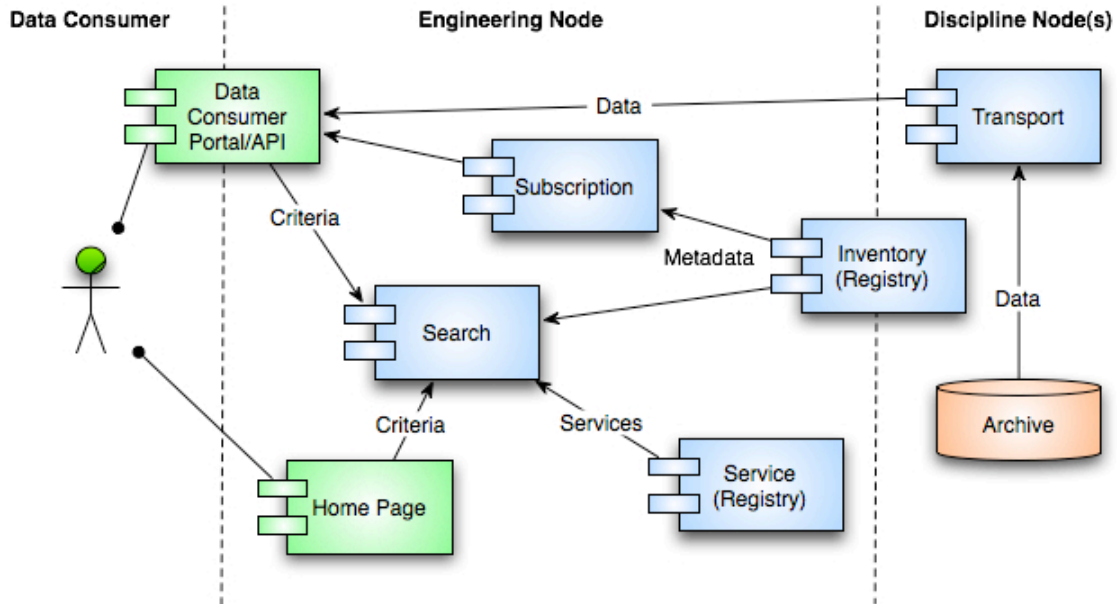 Data Consumer
Engineering Node
Discipline Node(s)
Data
Consumer
Portal/API
Data
Transport
Subscription
Criteria
Metadata
Inventory
(Registry)
Data
Search
Criteria
Services
Archive
Service
(Registry)
Home Page